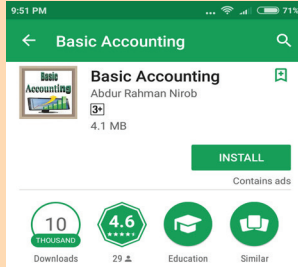 9:51 PM ... 71%
Basic Accounting
Basic
Accounting
Basic Accounting
Abdur Rahman Nirob
3+
4.1 MB
INSTALL
Contains ads
10
THOUSAND
4.6
Downloads
29
Education
Similar